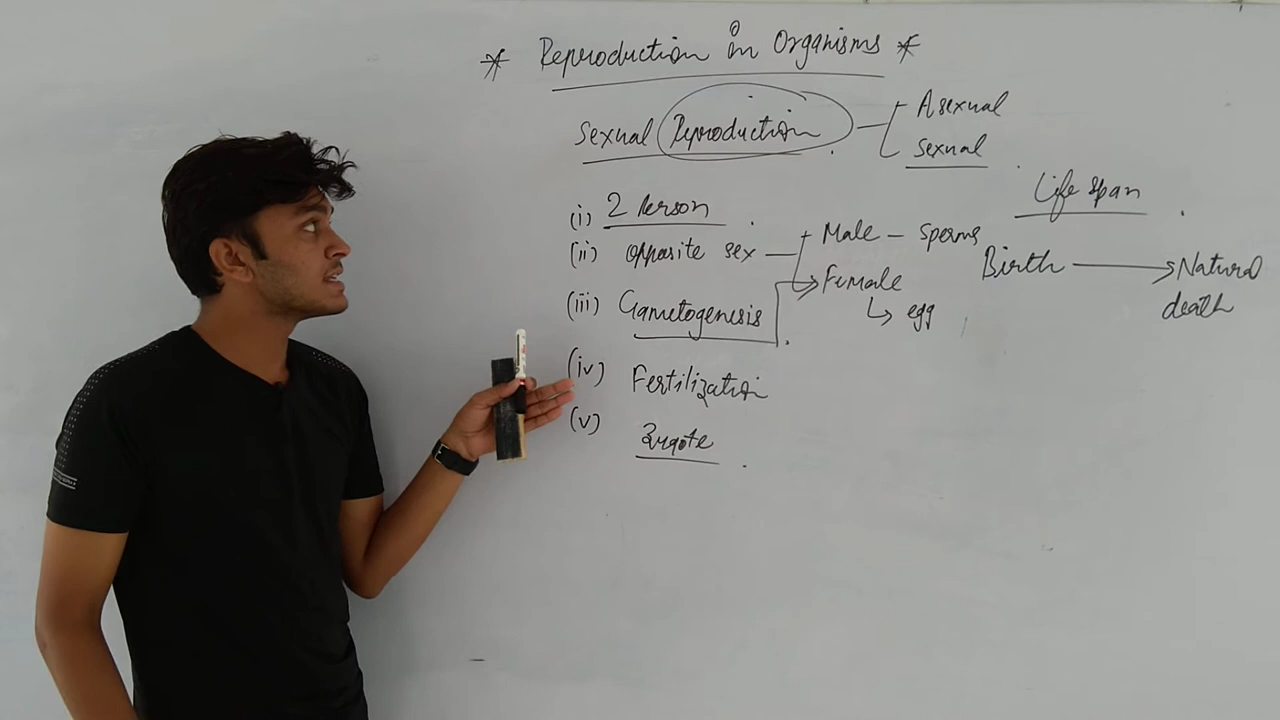 * Reproduction in Organisms *
Sexual Reproduction
Asexual
Sexual
(i) 2 Person
(ii) opposite sex
Male - Sperms
Female
egg
(iii) Gametogenesis
(iv) Fertilization
(v) Zygote
Life span
Birth → Natural
death